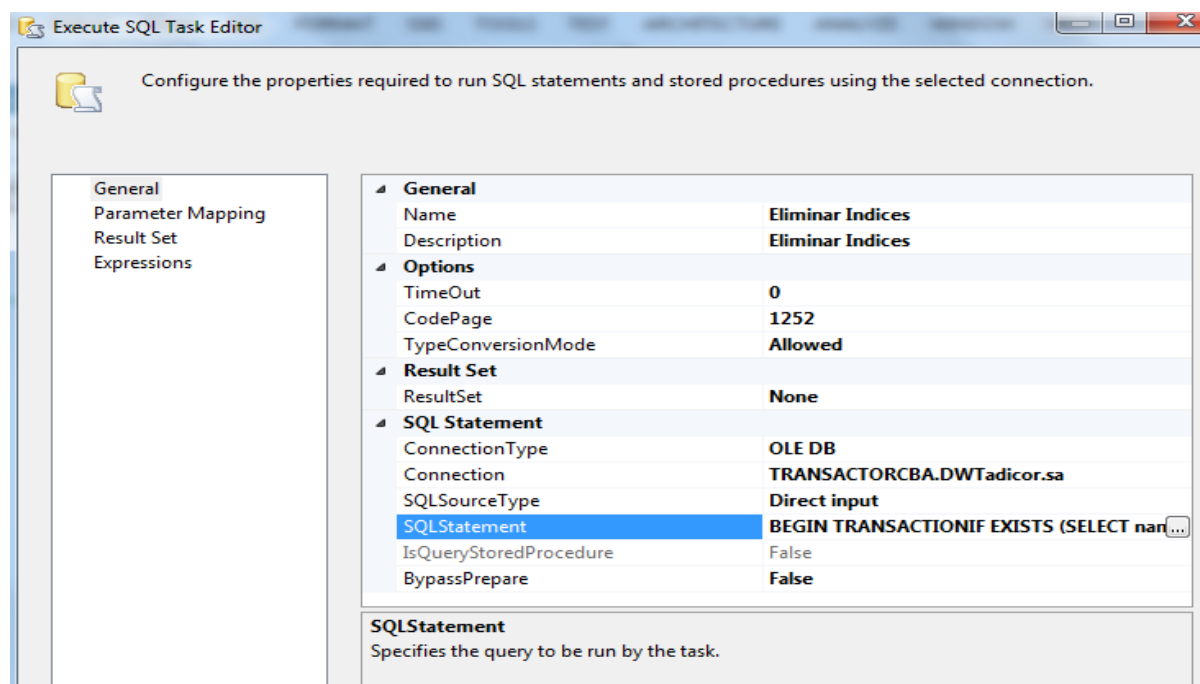 Execute SQL Task Editor
Configure the properties required to run SQL statements and stored procedures using the selected connection.
General
Parameter Mapping
Result Set
Expressions
General
Name Eliminar Indices
Description Eliminar Indices
Options
TimeOut 0
CodePage 1252
TypeConversionMode Allowed
Result Set
ResultSet None
SQL Statement
ConnectionType OLE DB
Connection TRANSACTORCBA.DWTadicor.sa
SQLSourceType Direct input
SQLStatement BEGIN TRANSACTIONIF EXISTS (SELECT nam...
IsQueryStoredProcedure False
BypassPrepare False
SQLStatement
Specifies the query to be run by the task.